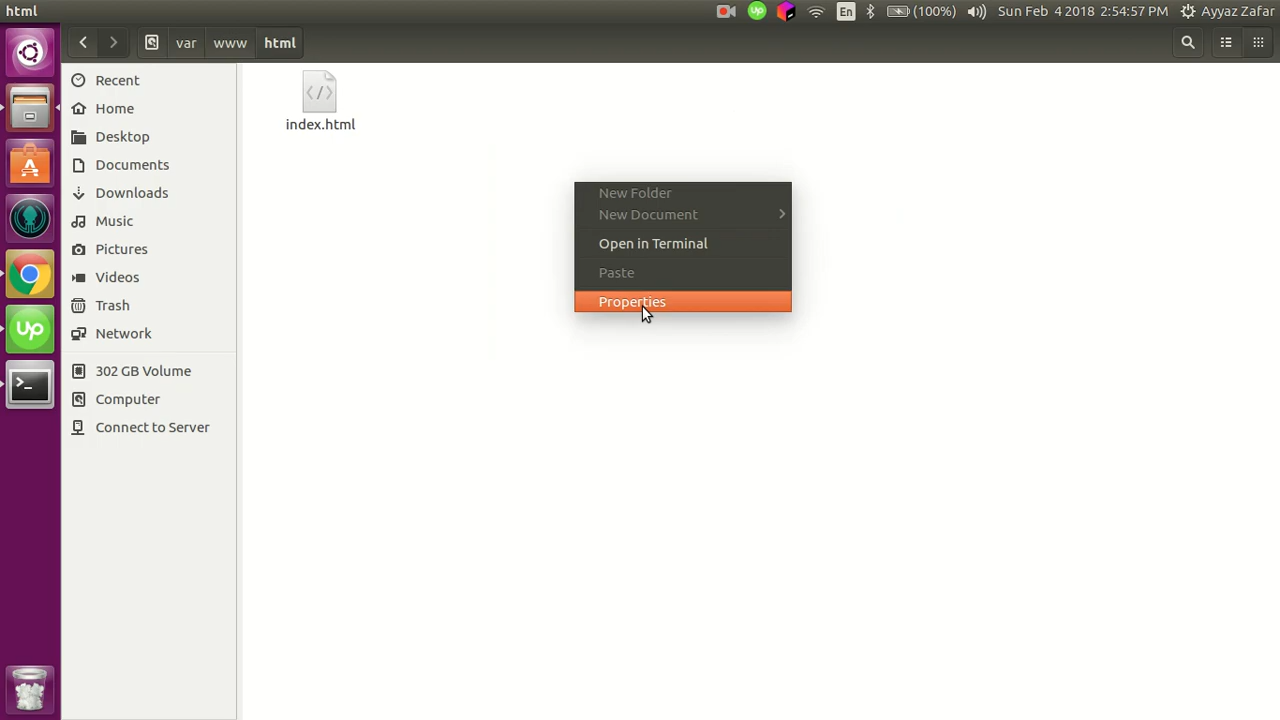 html
En
(100%)
Sun Feb 4 2018 2:54:57 PM
Ayyaz Zafar
var
www
html
Recent
Home
Desktop
Documents
Downloads
Music
Pictures
Videos
Trash
Network
302 GB Volume
Computer
Connect to Server
</>
index.html
New Folder
New Document
Open in Terminal
Paste
Properties
Up
Up
>_